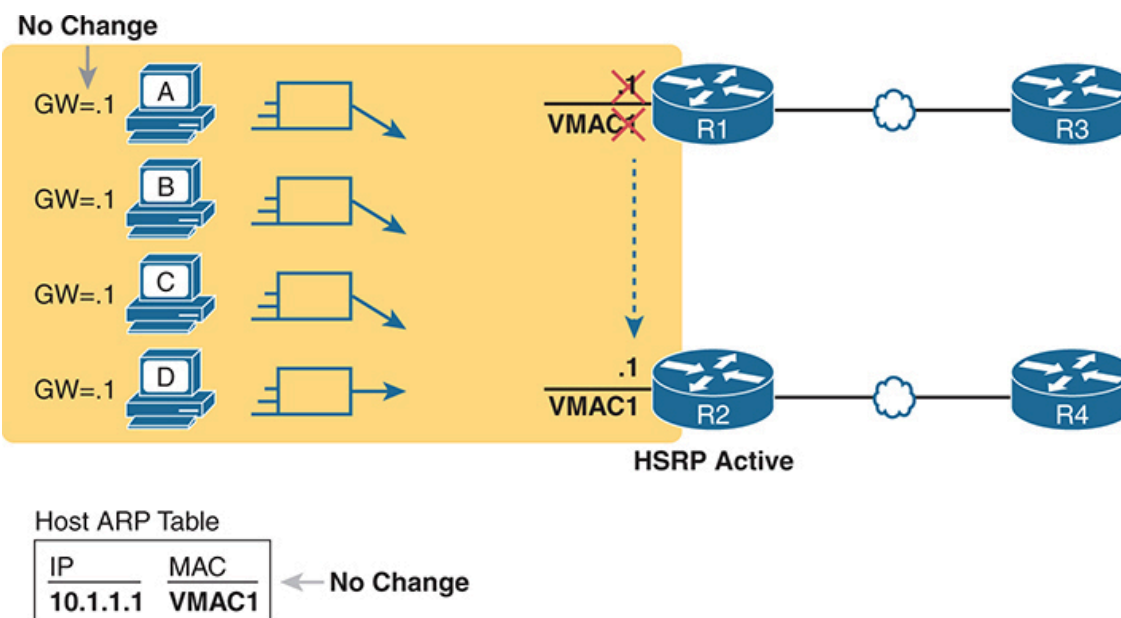 No Change
GW=.1
A
.1
VMAC1
R1
R3
GW=.1
B
GW=.1
C
GW=.1
D
.1
VMAC1
R2
R4
HSRP Active
Host ARP Table
IP MAC
10.1.1.1 VMAC1
No Change